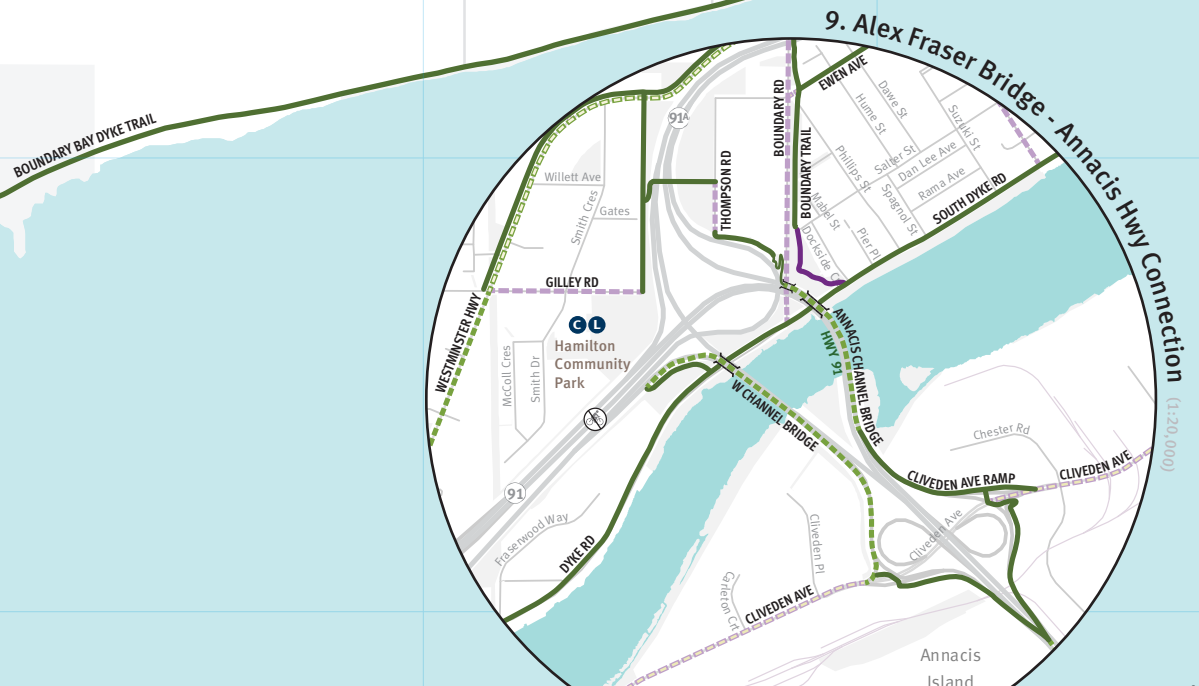 9. Alex Fraser Bridge - Annacis Hwy Connection
(1:20,000)
BOUNDARY BAY DYKE TRAIL
91A
BOUNDARY RD
EWEN AVE
Dawe St
Hume St
Suzuki St
BOUNDARY TRAIL
Phillips St
Salter St
Dan Lee Ave
Rama Ave
Spagnol St
SOUTH DYKE RD
THOMPSON RD
Willett Ave
Smith Cres
Gates
Mabel St
Pier Pl
Dockside
GILLEY RD
WESTMINSTER HWY
C L
Hamilton
Community
Park
McColl Cres
Smith Dr
ANNACIS CHANNEL BRIDGE
HWY 91
W CHANNEL BRIDGE
Chester Rd
CLIVEDEN AVE RAMP
CLIVEDEN AVE
91
Fraserwood Way
DYKE RD
Cliveden Pl
Cliveden Ave
Carleton Crt
CLIVEDEN AVE
Annacis
Island